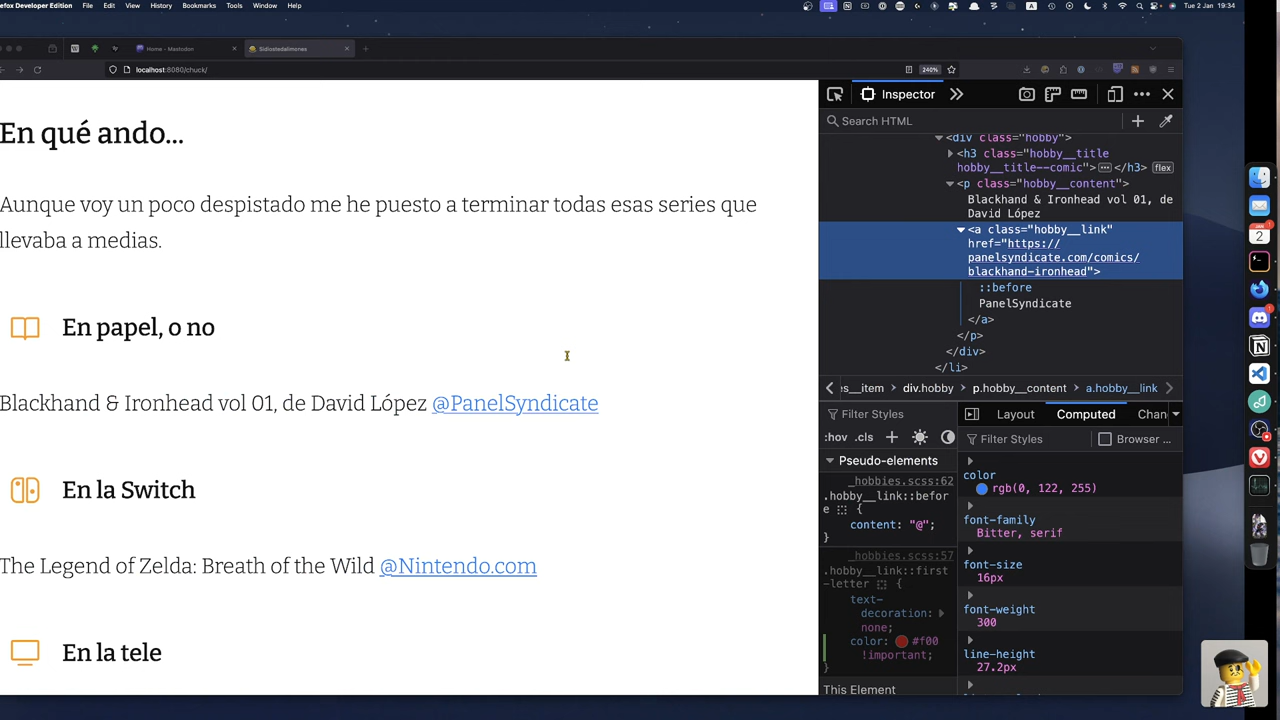 efox Developer Edition File Edit View History Bookmarks Tools Window Help Tue 2 Jan 19:34
Home - Mastodon
Sidiostedalimones
localhost:8080/chuck/
240%
En qué ando...
Aunque voy un poco despistado me he puesto a terminar todas esas series que
llevaba a medias.
En papel, o no
Blackhand & Ironhead vol 01, de David López @PanelSyndicate
En la Switch
The Legend of Zelda: Breath of the Wild @Nintendo.com
En la tele
Inspector
Search HTML
<div class="hobby">
<h3 class="hobby__title
hobby__title--comic"> </h3>
flex
<p class="hobby__content">
Blackhand & Ironhead vol 01, de
David López
<a class="hobby__link"
href="https://
panelsyndicate.com/comics/
blackhand-ironhead">
::before
PanelSyndicate
</a>
</p>
</div>
</li>
es__item div.hobby p.hobby__content a.hobby__link
Filter Styles
:hov .cls
Pseudo-elements
_hobbies.scss:62
.hobby__link::befor
e {
content: "@";
}
_hobbies.scss:57
.hobby__link::first
-letter {
text-
decoration:
none;
color: #f00
!important;
}
This Element
Layout Computed Chan
Filter Styles Browser ...
color
rgb(0, 122, 255)
font-family
Bitter, serif
font-size
16px
font-weight
300
line-height
27.2px
2